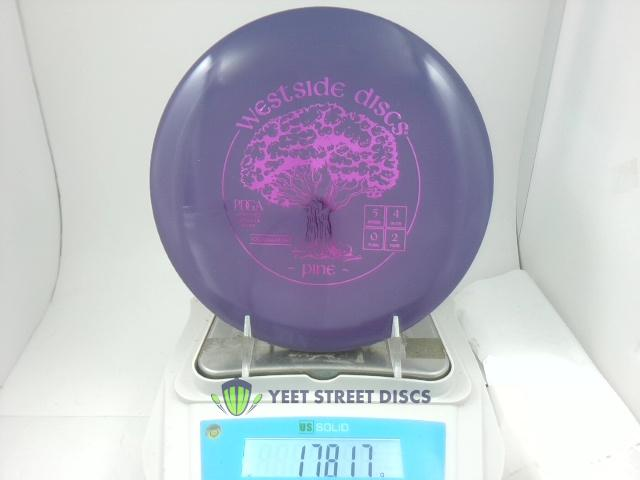 Westside Discs
PDGA
5 4
0 2
- Pine -
YEET STREET DISCS
US SOLID
178.17 g